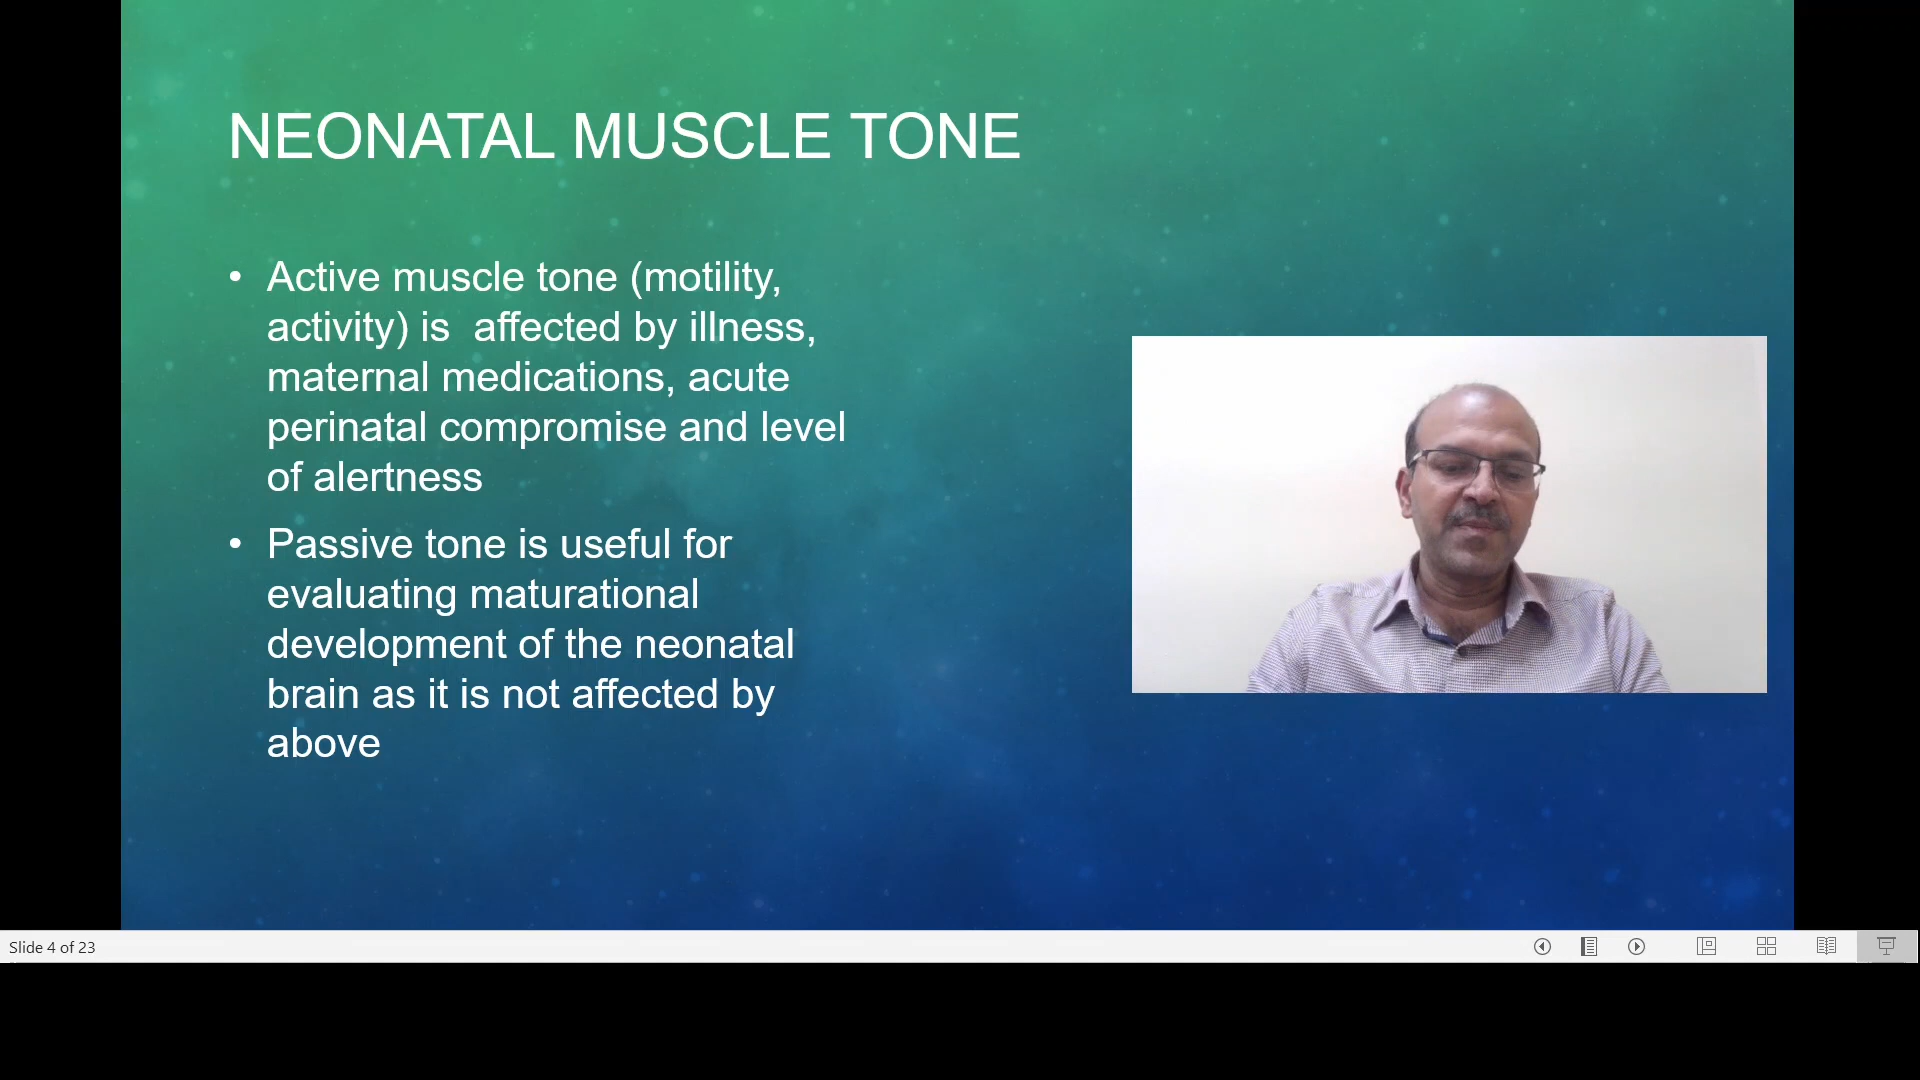 NEONATAL MUSCLE TONE
• Active muscle tone (motility,
activity) is  affected by illness,
maternal medications, acute
perinatal compromise and level
of alertness
• Passive tone is useful for
evaluating maturational
development of the neonatal
brain as it is not affected by
above
Slide 4 of 23